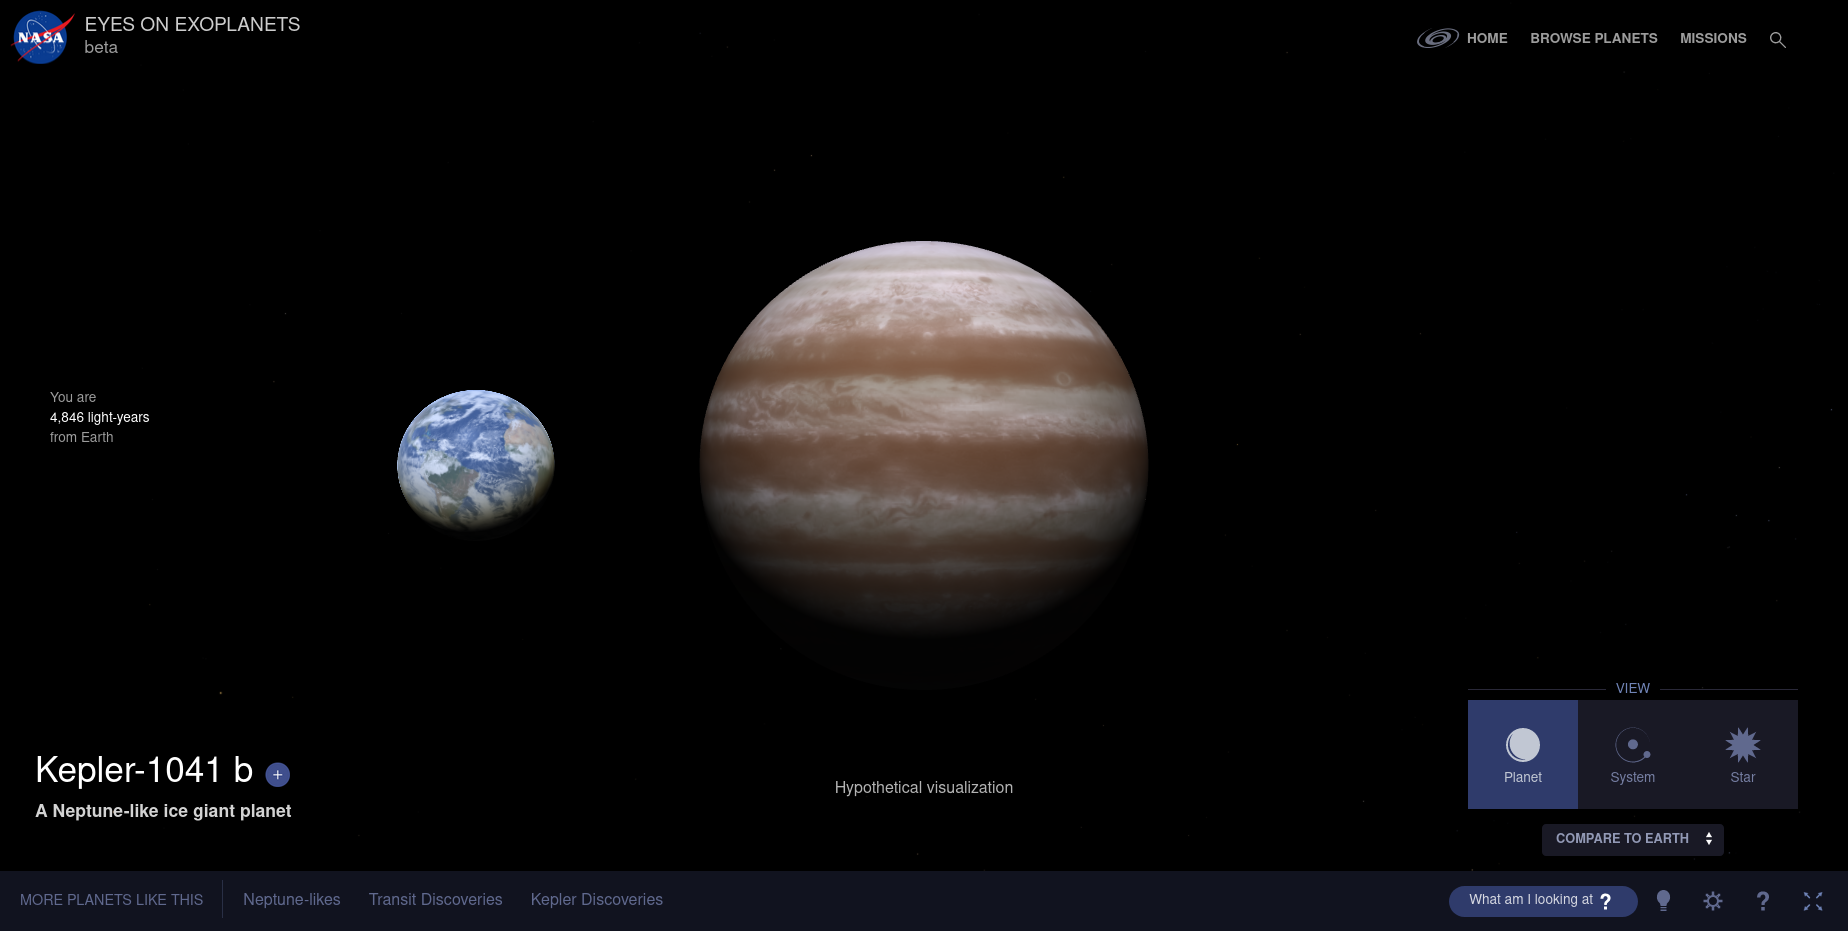 NASA
EYES ON EXOPLANETS
beta
HOME
BROWSE PLANETS
MISSIONS
You are
4,846 light-years
from Earth
Kepler-1041 b +
A Neptune-like ice giant planet
Hypothetical visualization
VIEW
Planet
System
Star
COMPARE TO EARTH
MORE PLANETS LIKE THIS
Neptune-likes
Transit Discoveries
Kepler Discoveries
What am I looking at ?
?